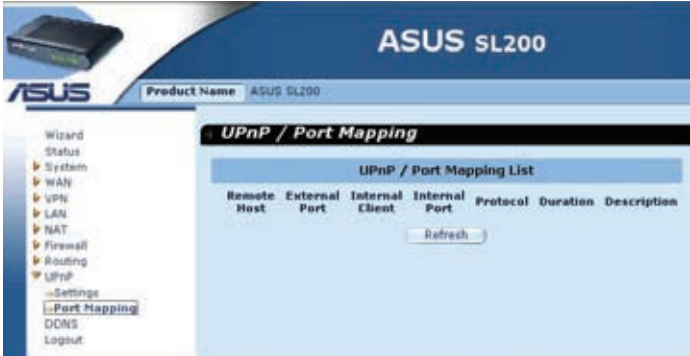 ASUS SL200
ASUS
Product Name ASUS SL200
Wizard
Status
System
WAN
VPN
LAN
NAT
Firewall
Routing
UPnP
Settings
Port Mapping
DDNS
Logout
UPnP / Port Mapping
UPnP / Port Mapping List
Remote Host External Port Internal Client Internal Port Protocol Duration Description
Refresh